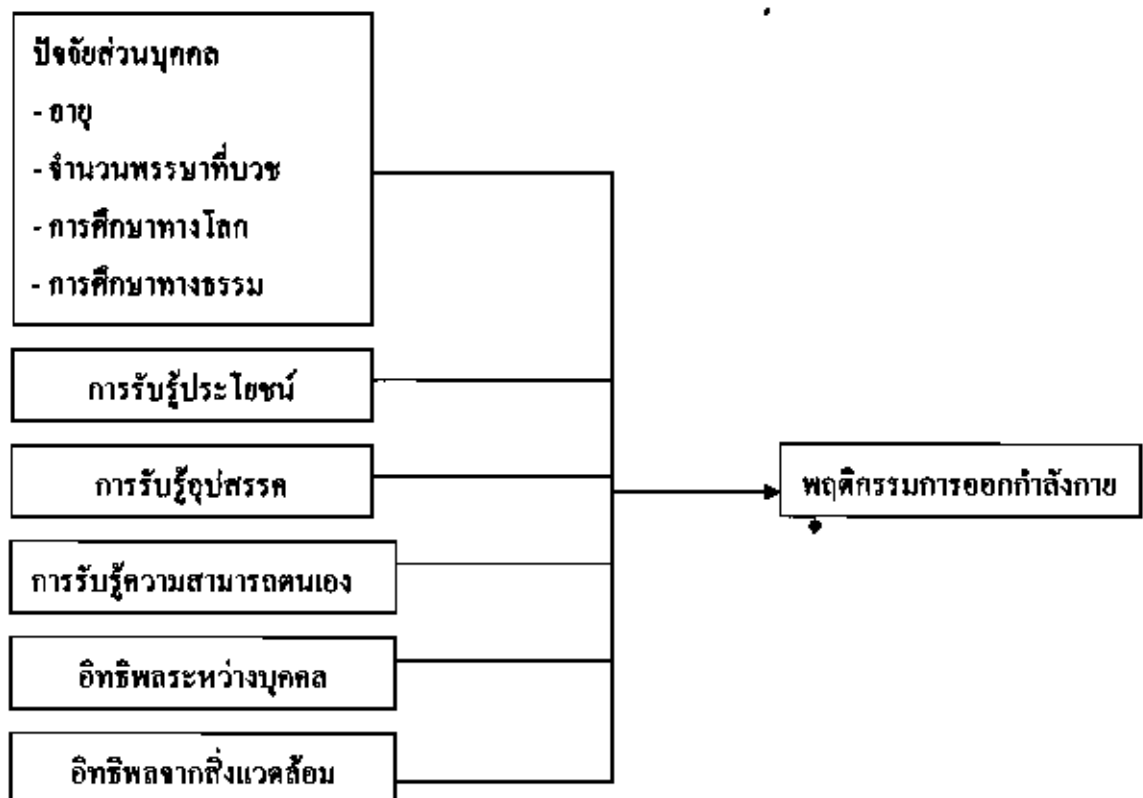 ปัจจัยส่วนบุคคล
- อายุ
- จำนวนพรรษาที่บวช
- การศึกษาทางโลก
- การศึกษาทางธรรม
การรับรู้ประโยชน์
การรับรู้อุปสรรค
พฤติกรรมการออกกำลังกาย
การรับรู้ความสามารถตนเอง
อิทธิพลระหว่างบุคคล
อิทธิพลจากสิ่งแวดล้อม